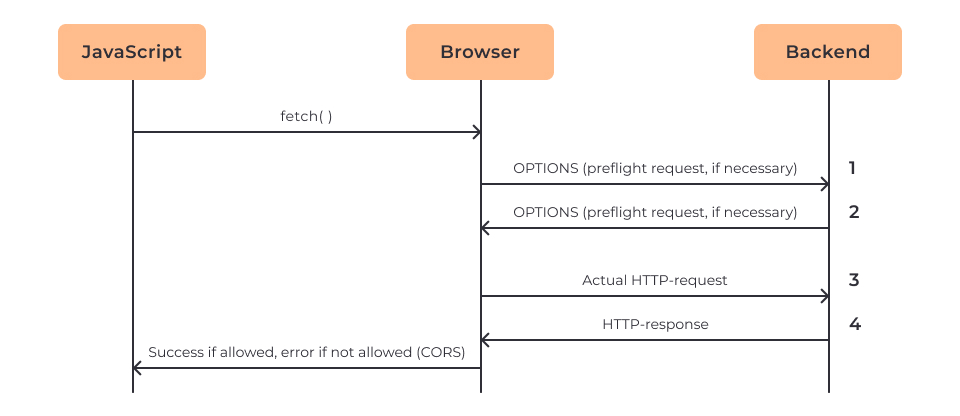 JavaScript
Browser
Backend
fetch( )
OPTIONS (preflight request, if necessary)
1
OPTIONS (preflight request, if necessary)
2
Actual HTTP-request
3
HTTP-response
4
Success if allowed, error if not allowed (CORS)